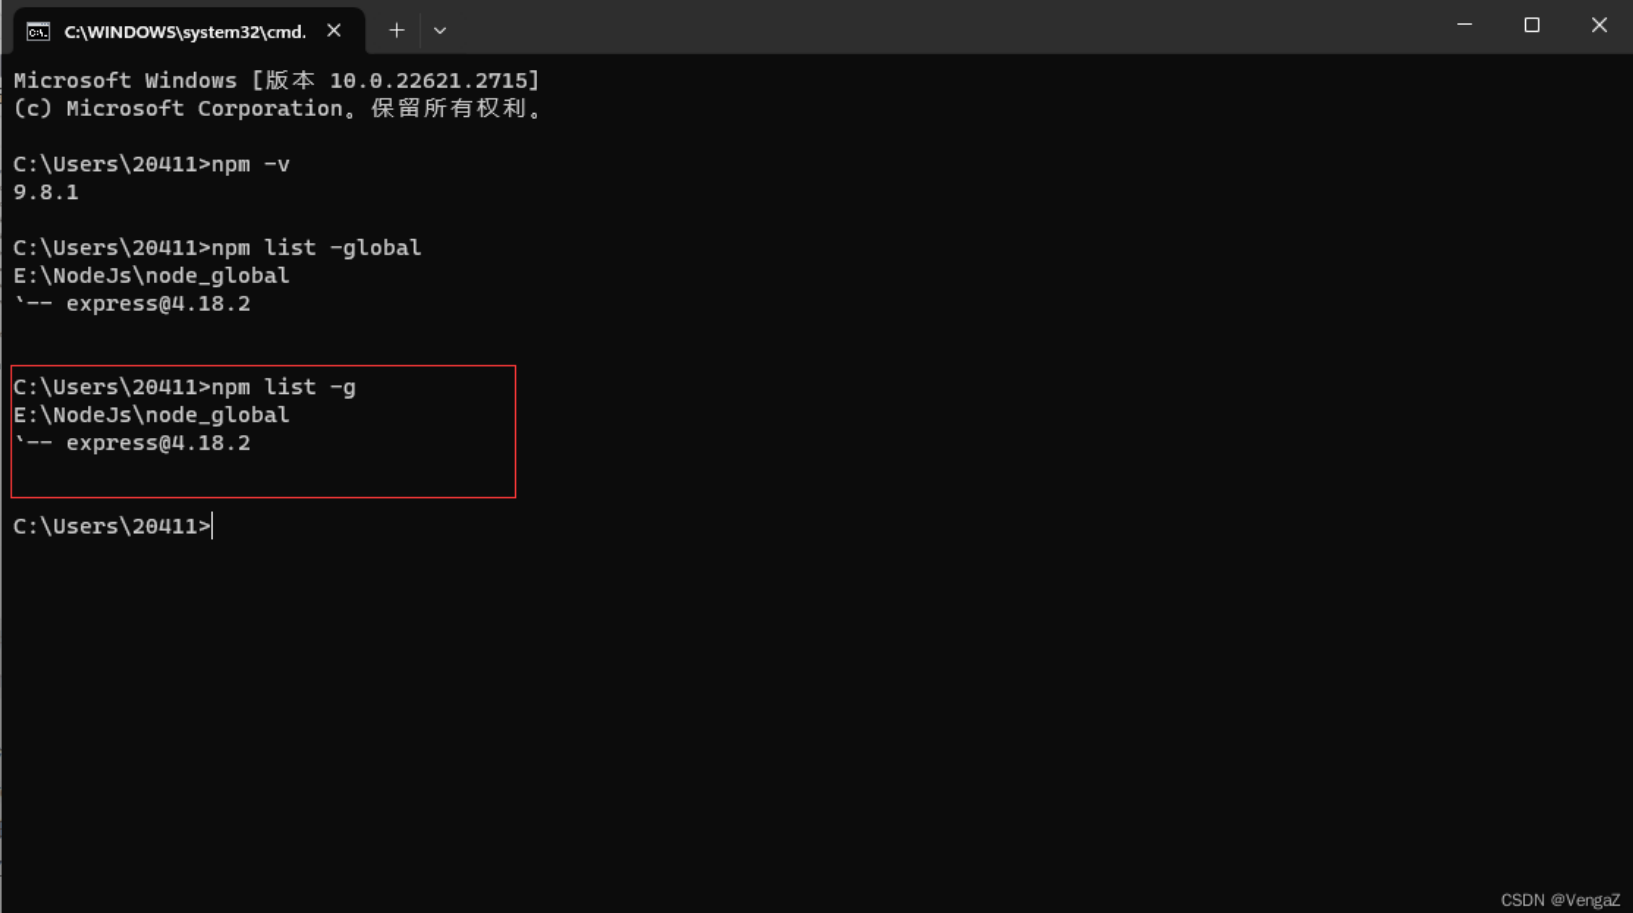 C:\WINDOWS\system32\cmd.
Microsoft Windows [版本 10.0.22621.2715]
(c) Microsoft Corporation。保留所有权利。
C:\Users\20411>npm -v
9.8.1
C:\Users\20411>npm list -global
E:\NodeJs\node_global
`-- express@4.18.2
C:\Users\20411>npm list -g
E:\NodeJs\node_global
`-- express@4.18.2
C:\Users\20411>
CSDN @VengaZ